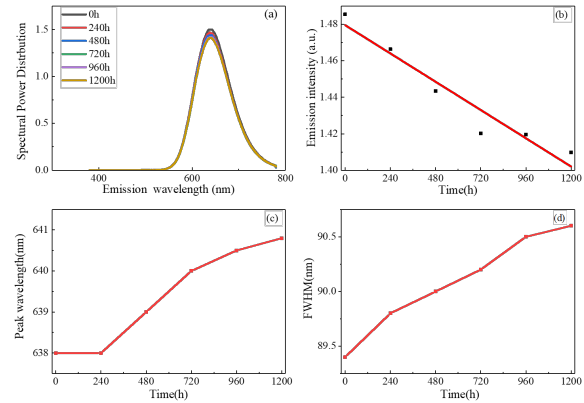 (a)
0h
240h
480h
720h
960h
1200h
Spectural Power Distrbution
1.5
1.0
0.5
0.0
400
600
800
Emission wavelength (nm)
(b)
Emission intensity (a.u.)
1.48
1.46
1.44
1.42
1.40
0
240
480
720
960
1200
Time(h)
(c)
Peak wavelength(nm)
641
640
639
638
0
240
480
720
960
1200
Time(h)
(d)
FWHM(nm)
90.5
90.0
89.5
0
240
480
720
960
1200
Time(h)